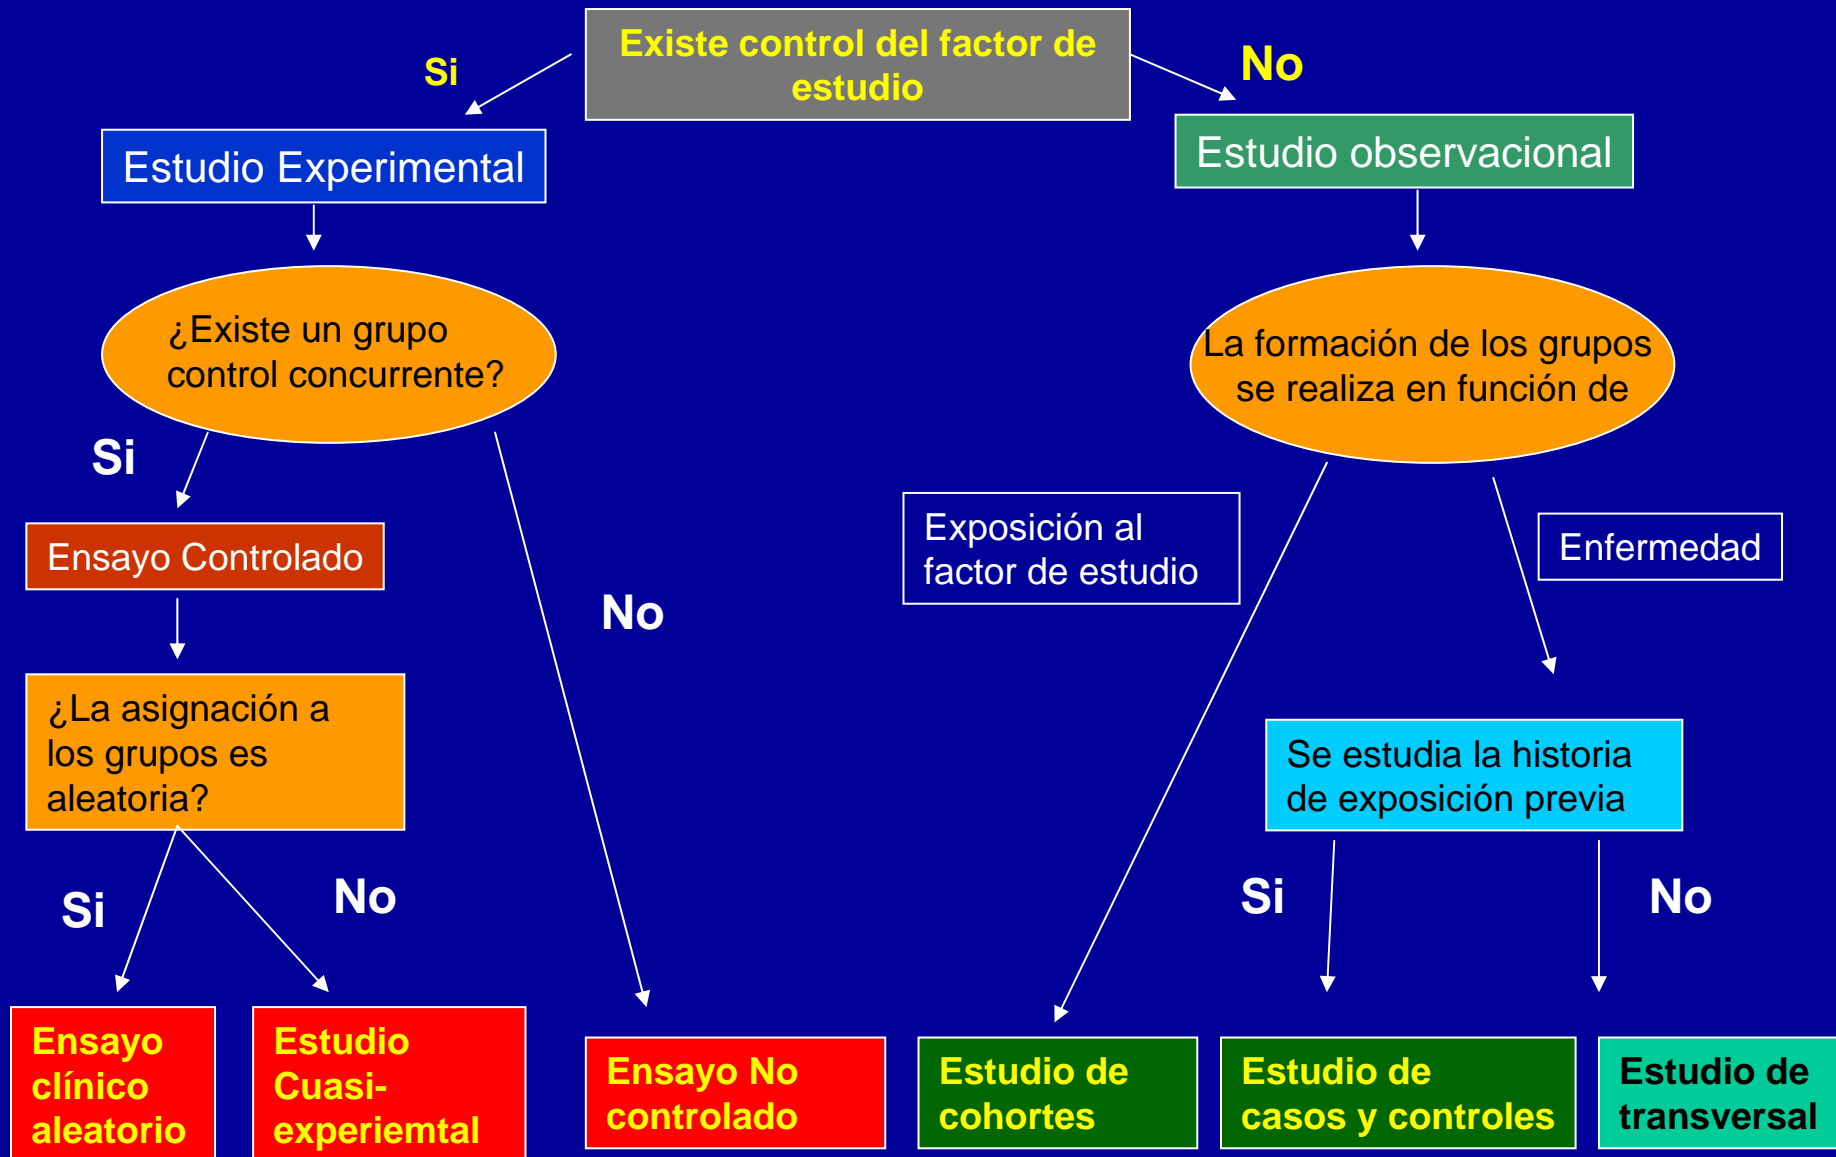 Existe control del factor de
estudio
Si
No
Estudio Experimental
Estudio observacional
¿Existe un grupo
control concurrente?
La formación de los grupos
se realiza en función de
Si
No
Exposición al
factor de estudio
Enfermedad
Ensayo Controlado
¿La asignación a
los grupos es
aleatoria?
Se estudia la historia
de exposición previa
Si
No
Si
No
Ensayo
clínico
aleatorio
Estudio
Cuasi-
experiemtal
Ensayo No
controlado
Estudio de
cohortes
Estudio de
casos y controles
Estudio de
transversal